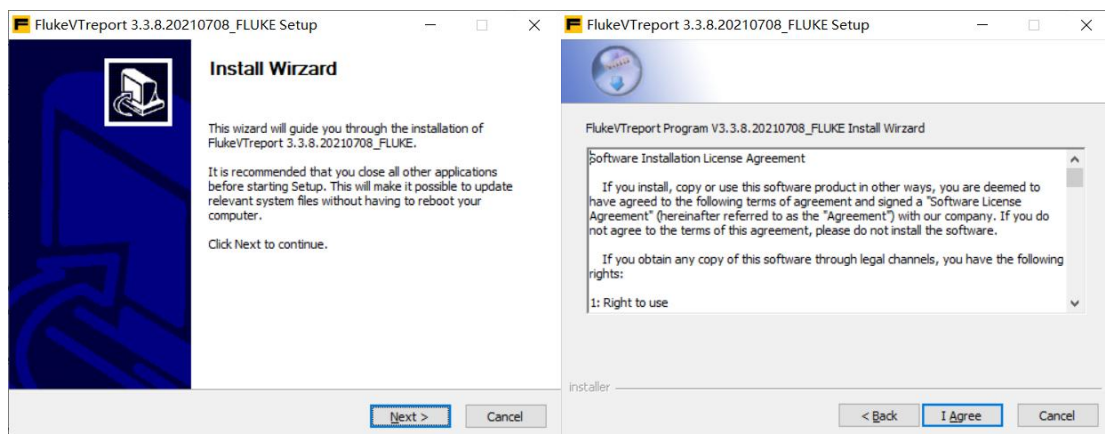 FlukeVTreport 3.3.8.20210708_FLUKE Setup
Install Wirzard
This wizard will guide you through the installation of
FlukeVTreport 3.3.8.20210708_FLUKE.
It is recommended that you close all other applications
before starting Setup. This will make it possible to update
relevant system files without having to reboot your
computer.
Click Next to continue.
Next >
Cancel
FlukeVTreport 3.3.8.20210708_FLUKE Setup
FlukeVTreport Program V3.3.8.20210708_FLUKE Install Wirzard
Software Installation License Agreement
If you install, copy or use this software product in other ways, you are deemed to
have agreed to the following terms of agreement and signed a "Software License
Agreement" (hereinafter referred to as the "Agreement") with our company. If you do
not agree to the terms of this agreement, please do not install the software.
If you obtain any copy of this software through legal channels, you have the following
rights:
1: Right to use
installer
< Back
I Agree
Cancel